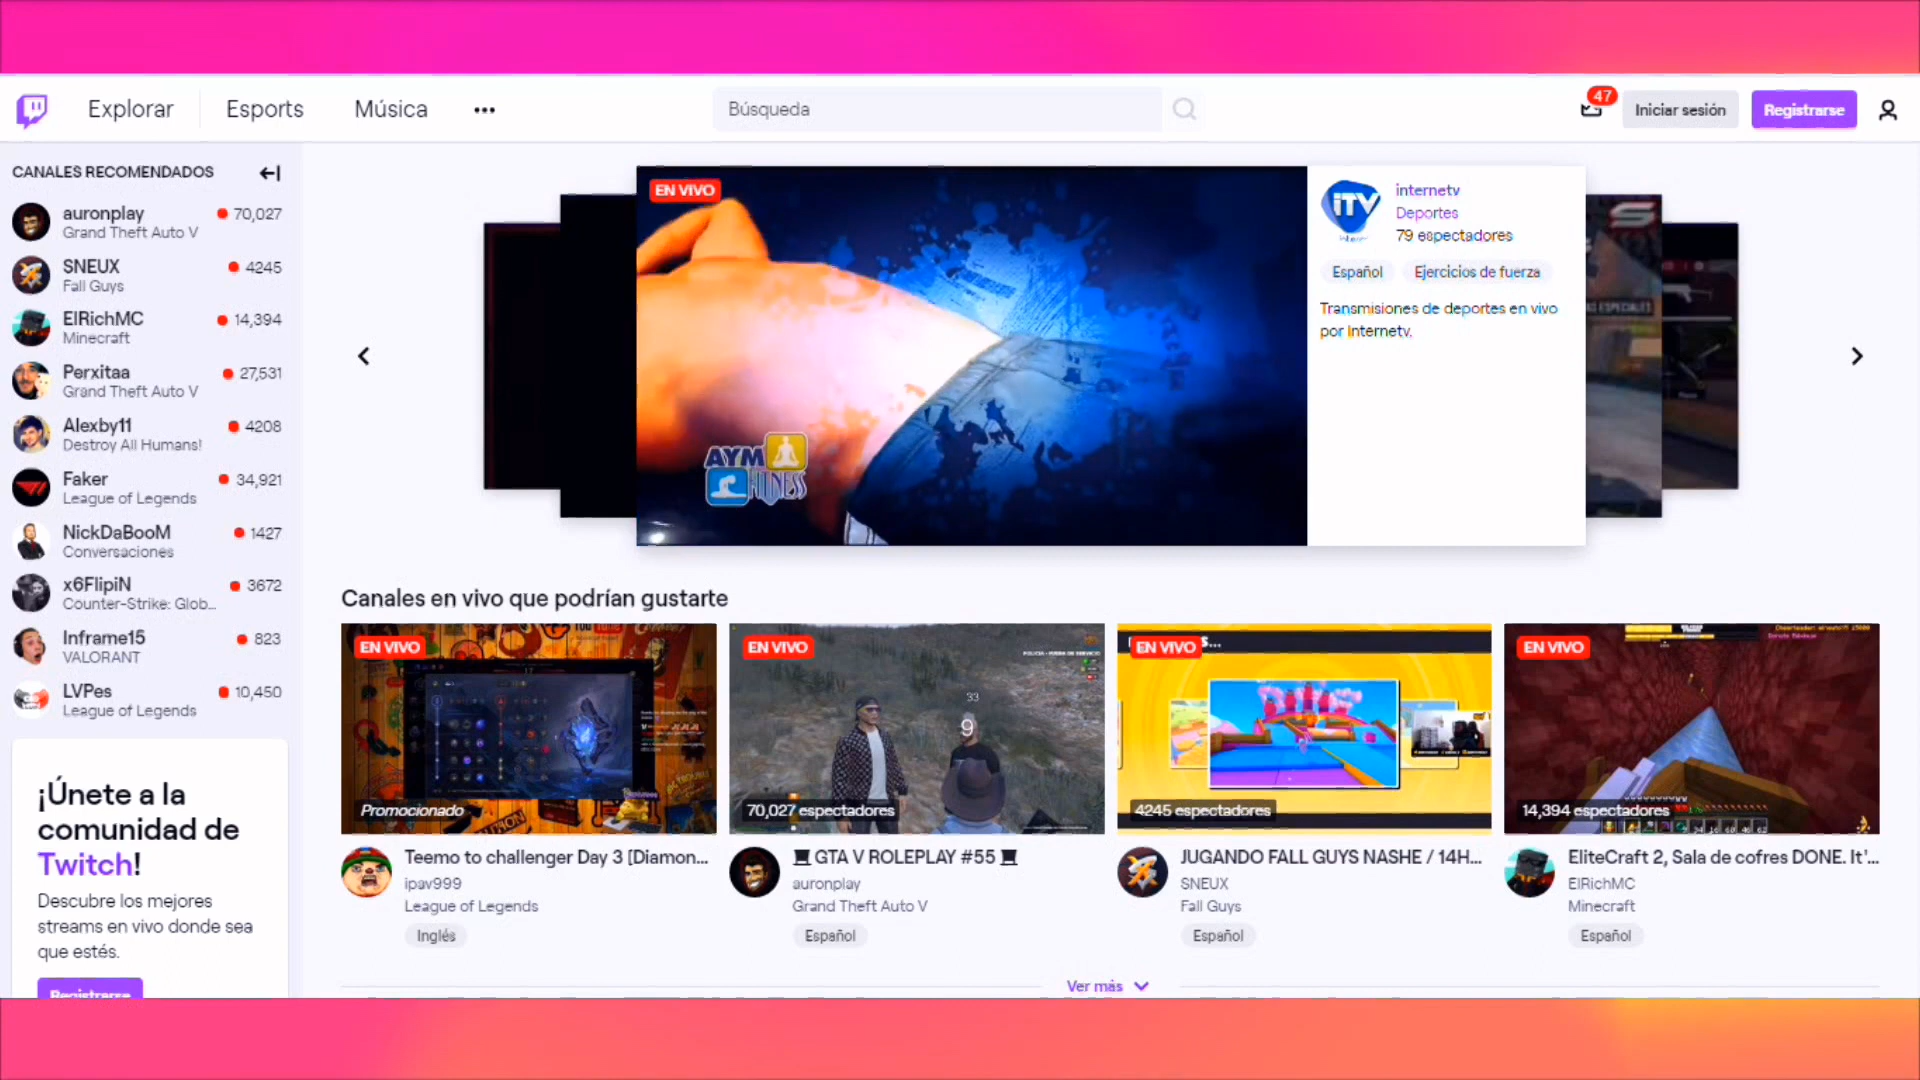 Explorar
Esports
Música
Búsqueda
47
Iniciar sesión
Registrarse
CANALES RECOMENDADOS
auronplay
70,027
Grand Theft Auto V
SNEUX
4245
Fall Guys
ElRichMC
14,394
Minecraft
Perxitaa
27,531
Grand Theft Auto V
Alexby11
4208
Destroy All Humans!
Faker
34,921
League of Legends
NickDaBooM
1427
Conversaciones
x6FlipiN
3672
Counter-Strike: Glob...
Inframe15
823
VALORANT
LVPes
10,450
League of Legends
¡Únete a la
comunidad de
Twitch!
Descubre los mejores
streams en vivo donde sea
que estés.
Registrarse
EN VIVO
AYM
FITNESS
iTV
internetv
Deportes
79 espectadores
Español
Ejercicios de fuerza
Transmisiones de deportes en vivo
por Internetv.
ESPECIALES
Canales en vivo que podrían gustarte
EN VIVO
Promocionado
Teemo to challenger Day 3 [Diamon...
ipav999
League of Legends
Inglés
EN VIVO
33
9
70,027 espectadores
GTA V ROLEPLAY #55
auronplay
Grand Theft Auto V
Español
EN VIVO
4245 espectadores
JUGANDO FALL GUYS NASHE / 14H...
SNEUX
Fall Guys
Español
EN VIVO
14,394 espectadores
EliteCraft 2, Sala de cofres DONE. It'...
ElRichMC
Minecraft
Español
Ver más